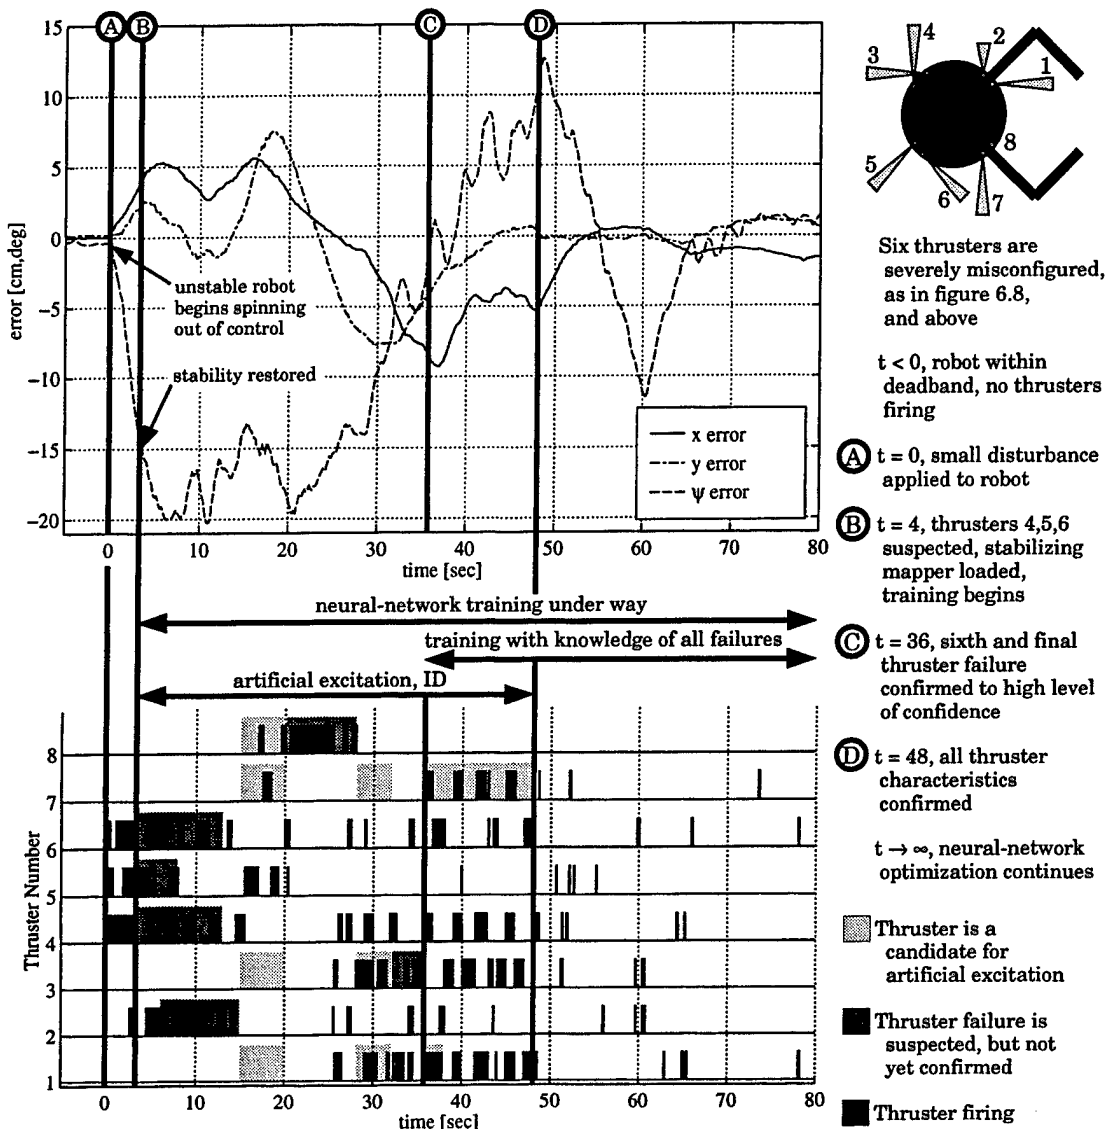 A B C D
15
10
5
0
−5
−10
−15
−20
error [cm,deg]
unstable robot
begins spinning
out of control
stability restored
x error
y error
ψ error
0 10 20 30 40 50 60 70 80
time [sec]
neural-network training under way
training with knowledge of all failures
artificial excitation, ID
8
7
6
5
4
3
2
1
Thruster Number
0 10 20 30 40 50 60 70 80
time [sec]
4
2
3
1
8
5
6
7
Six thrusters are
severely misconfigured,
as in figure 6.8,
and above
t < 0, robot within
deadband, no thrusters
firing
A t = 0, small disturbance
applied to robot
B t = 4, thrusters 4,5,6
suspected, stabilizing
mapper loaded,
training begins
C t = 36, sixth and final
thruster failure
confirmed to high level
of confidence
D t = 48, all thruster
characteristics
confirmed
t → ∞, neural-network
optimization continues
Thruster is a
candidate for
artificial excitation
Thruster failure is
suspected, but not
yet confirmed
Thruster firing